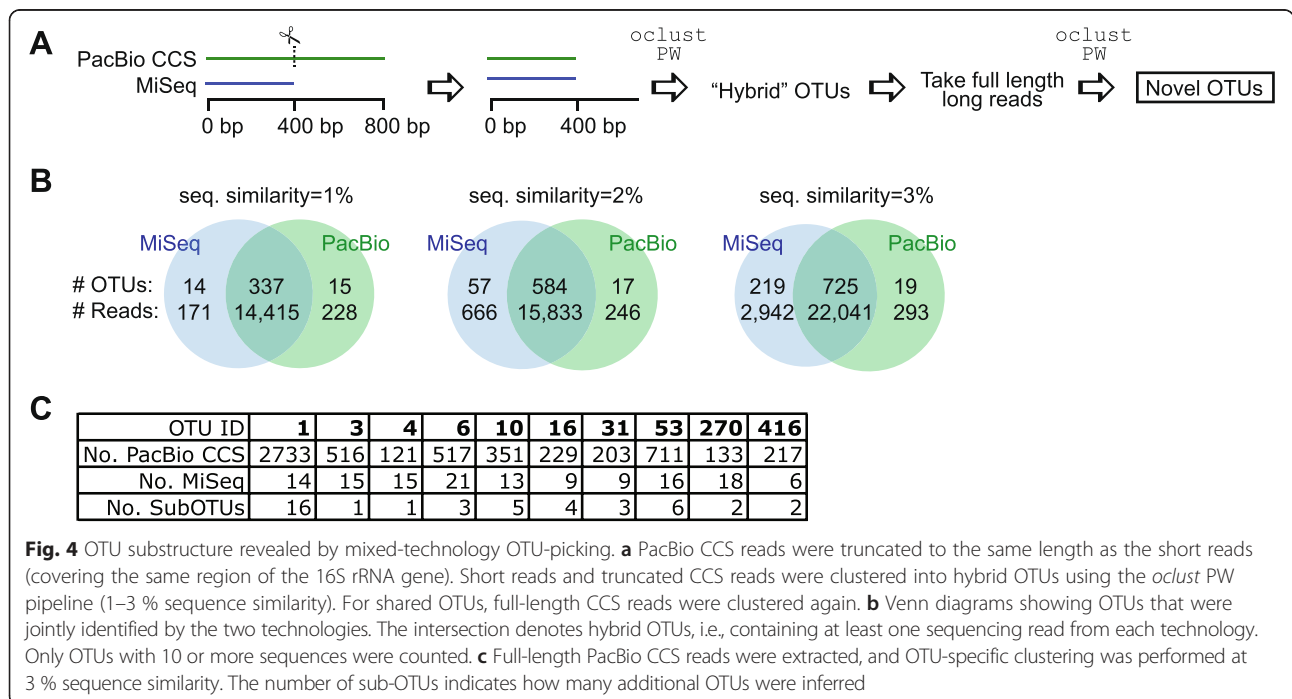 A
PacBio CCS
MiSeq
0 bp 400 bp 800 bp
0 bp 400 bp
oclust
PW
“Hybrid” OTUs
Take full length
long reads
oclust
PW
Novel OTUs
B
seq. similarity=1%
MiSeq PacBio
# OTUs: 14 337 15
# Reads: 171 14,415 228
seq. similarity=2%
MiSeq PacBio
57 584 17
666 15,833 246
seq. similarity=3%
MiSeq PacBio
219 725 19
2,942 22,041 293
C
OTU ID 1 3 4 6 10 16 31 53 270 416
No. PacBio CCS 2733 516 121 517 351 229 203 711 133 217
No. MiSeq 14 15 15 21 13 9 9 16 18 6
No. SubOTUs 16 1 1 3 5 4 3 6 2 2
Fig. 4 OTU substructure revealed by mixed-technology OTU-picking. a PacBio CCS reads were truncated to the same length as the short reads
(covering the same region of the 16S rRNA gene). Short reads and truncated CCS reads were clustered into hybrid OTUs using the oclust PW
pipeline (1–3 % sequence similarity). For shared OTUs, full-length CCS reads were clustered again. b Venn diagrams showing OTUs that were
jointly identified by the two technologies. The intersection denotes hybrid OTUs, i.e., containing at least one sequencing read from each technology.
Only OTUs with 10 or more sequences were counted. c Full-length PacBio CCS reads were extracted, and OTU-specific clustering was performed at
3 % sequence similarity. The number of sub-OTUs indicates how many additional OTUs were inferred